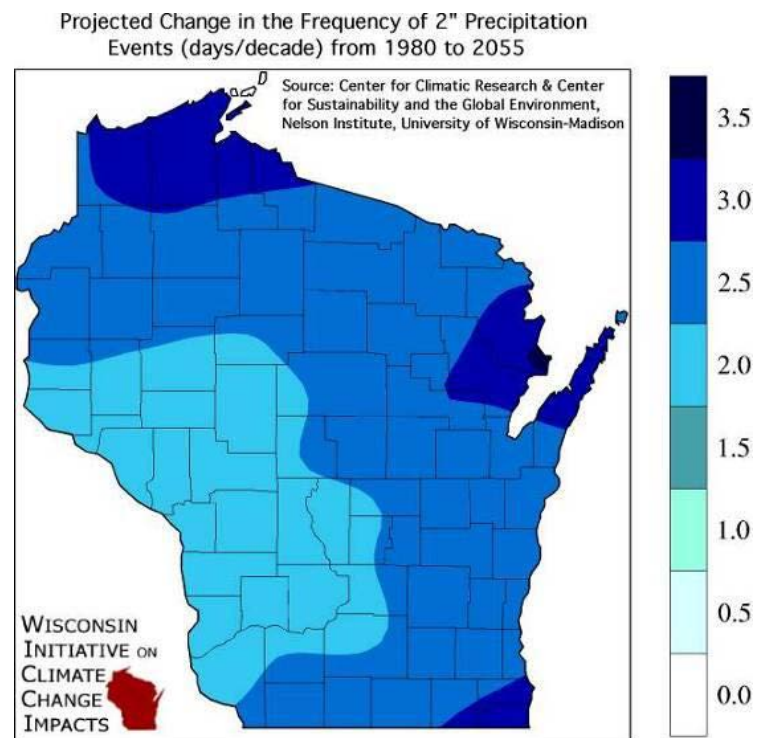 Projected Change in the Frequency of 2" Precipitation
Events (days/decade) from 1980 to 2055
Source: Center for Climatic Research & Center
for Sustainability and the Global Environment,
Nelson Institute, University of Wisconsin-Madison
3.5
3.0
2.5
2.0
1.5
1.0
0.5
0.0
WISCONSIN
INITIATIVE ON
CLIMATE
CHANGE
IMPACTS